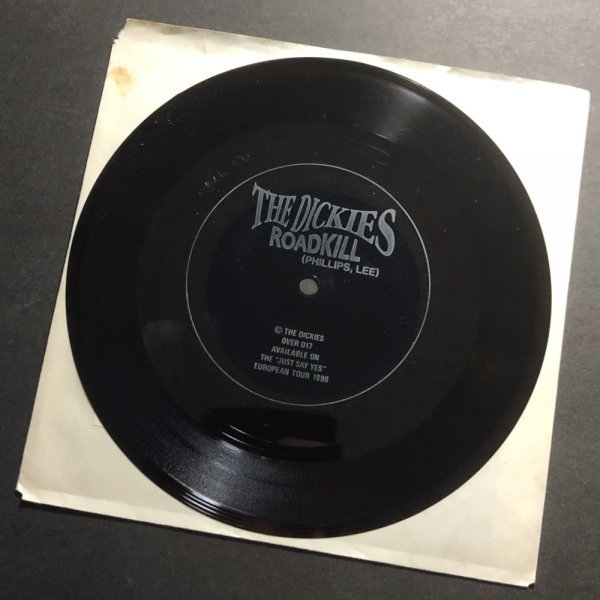 THE DICKIES
ROADKILL
(PHILLIPS, LEE)
© THE DICKIES
OVER 017
AVAILABLE ON
THE "JUST SAY YES"
EUROPEAN TOUR 1990